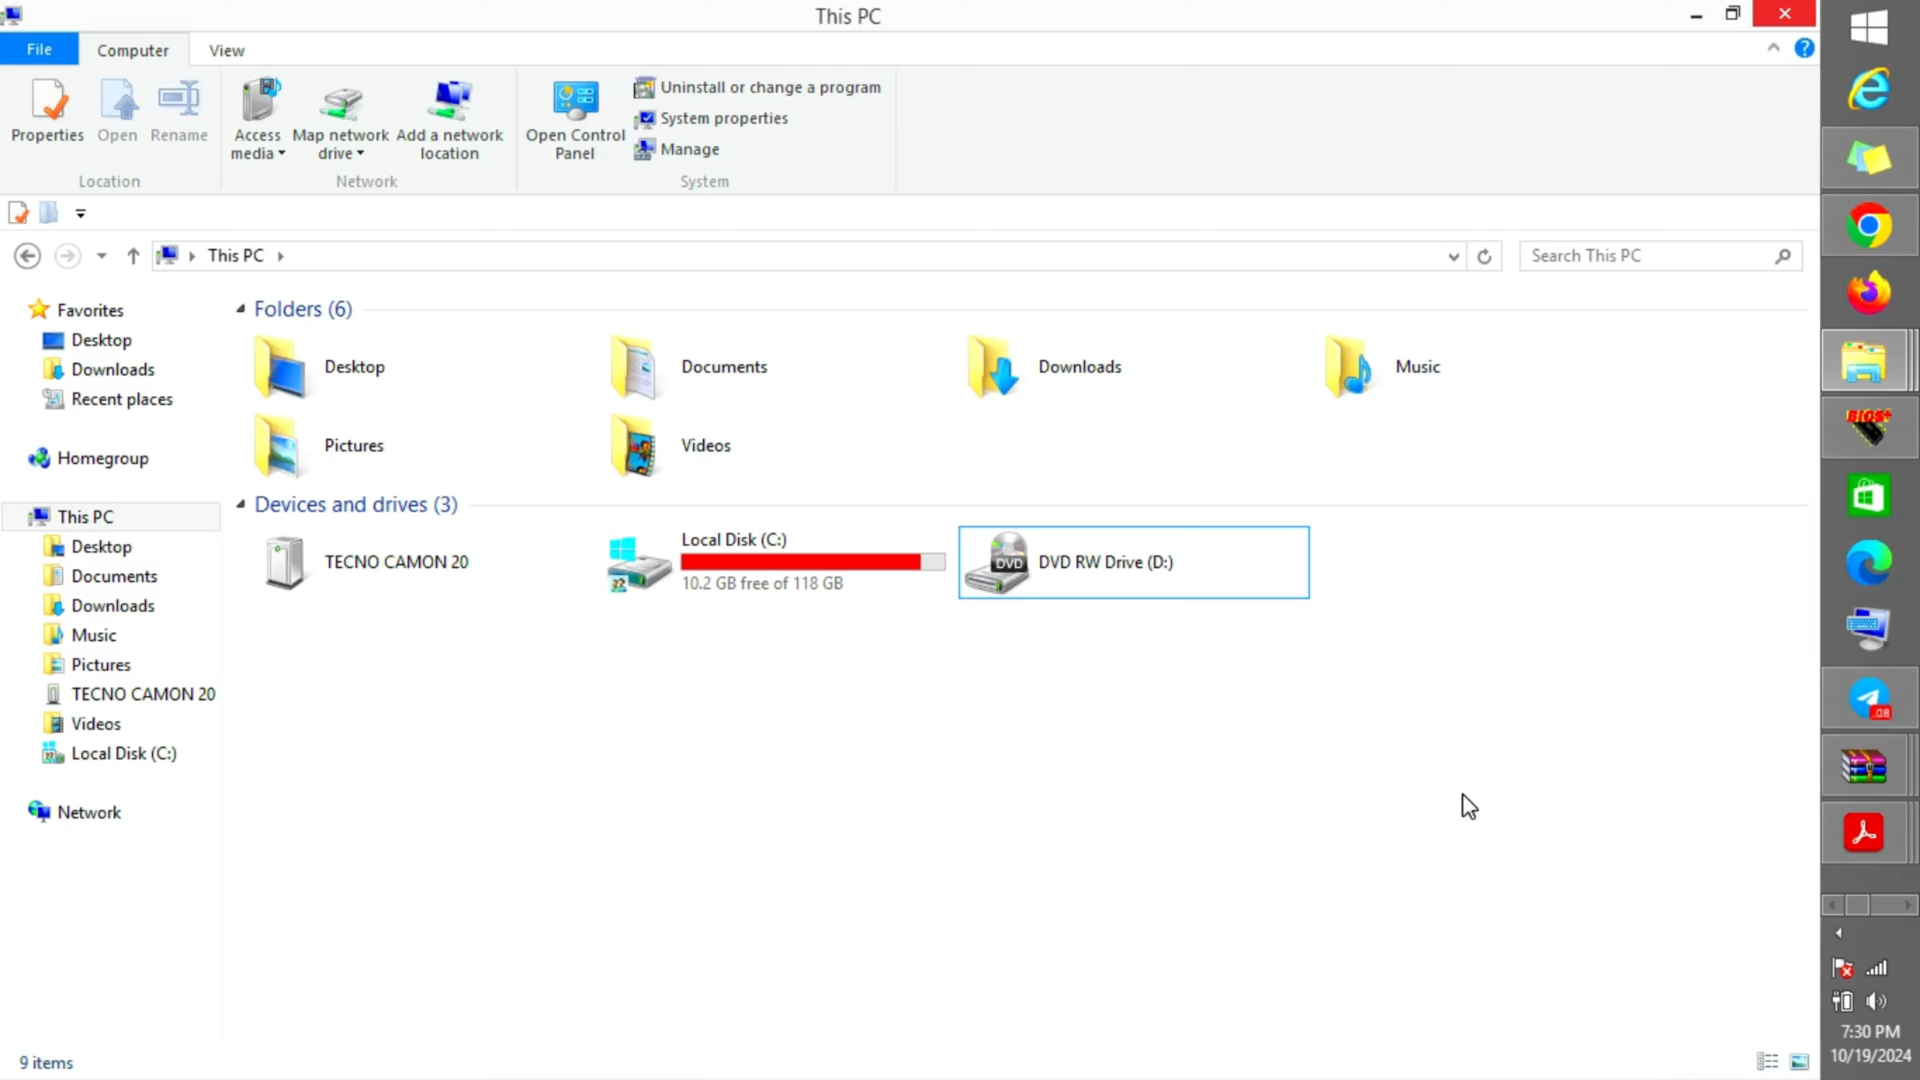 This PC
File
Computer
View
Properties
Open
Rename
Access media
Map network drive
Add a network location
Open Control Panel
Uninstall or change a program
System properties
Manage
Location
Network
System
This PC
Search This PC
Favorites
Desktop
Downloads
Recent places
Homegroup
This PC
Desktop
Documents
Downloads
Music
Pictures
TECNO CAMON 20
Videos
Local Disk (C:)
Network
Folders (6)
Desktop
Documents
Downloads
Music
Pictures
Videos
Devices and drives (3)
TECNO CAMON 20
Local Disk (C:)
10.2 GB free of 118 GB
DVD
DVD RW Drive (D:)
9 items
BIOS+
.08
7:30 PM
10/19/2024